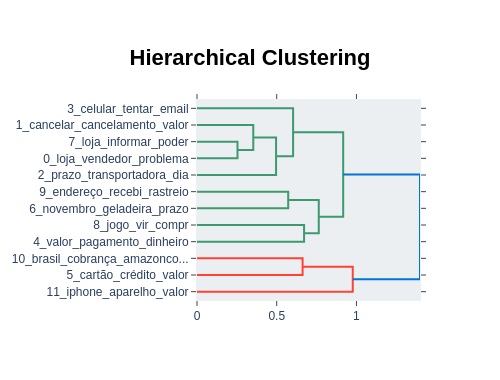 Hierarchical Clustering
3_celular_tentar_email
1_cancelar_cancelamento_valor
7_loja_informar_poder
0_loja_vendedor_problema
2_prazo_transportadora_dia
9_endereço_recebi_rastreio
6_novembro_geladeira_prazo
8_jogo_vir_compr
4_valor_pagamento_dinheiro
10_brasil_cobrança_amazonco...
5_cartão_crédito_valor
11_iphone_aparelho_valor
0 0.5 1